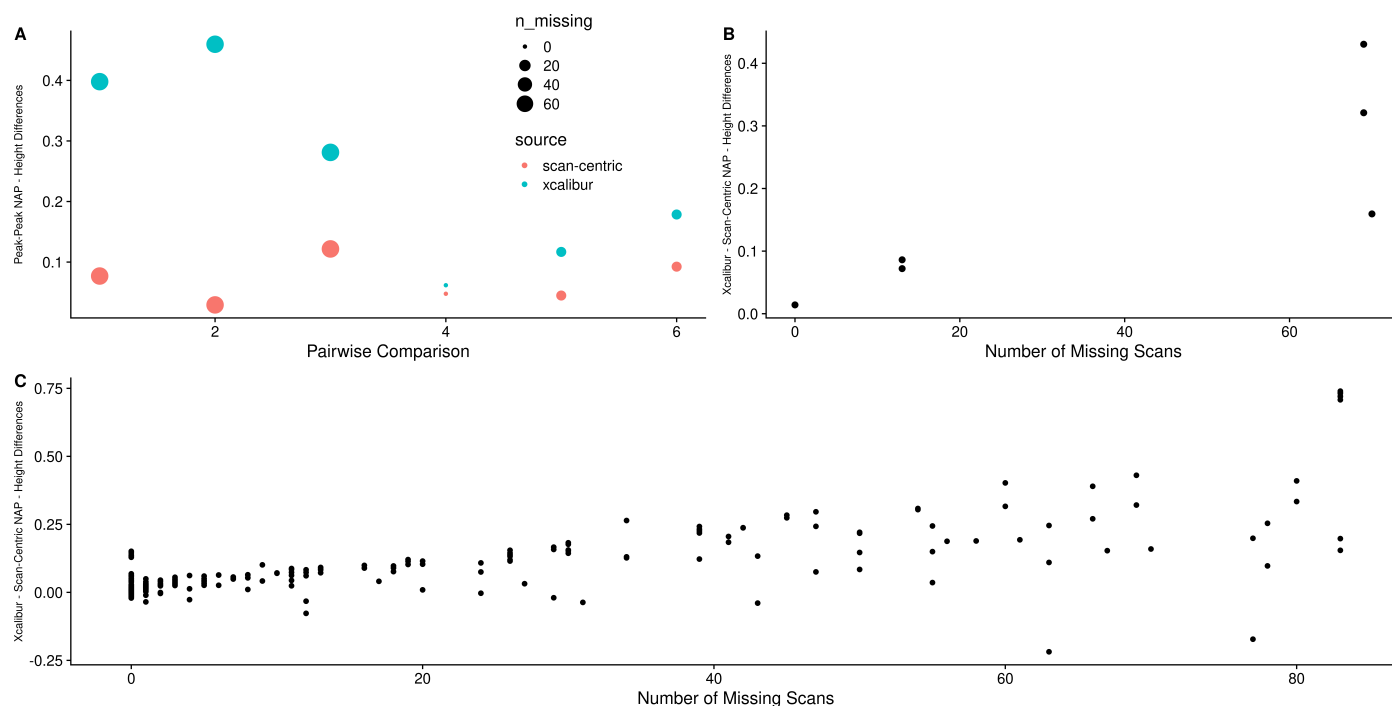 A
Peak-Peak NAP - Height Differences
0.4
0.3
0.2
0.1
2
4
6
Pairwise Comparison
n_missing
0
20
40
60
source
scan-centric
xcalibur
B
Xcalibur - Scan-Centric NAP - Height Differences
0.4
0.3
0.2
0.1
0.0
0
20
40
60
Number of Missing Scans
C
Xcalibur - Scan-Centric NAP - Height Differences
0.75
0.50
0.25
0.00
-0.25
0
20
40
60
80
Number of Missing Scans